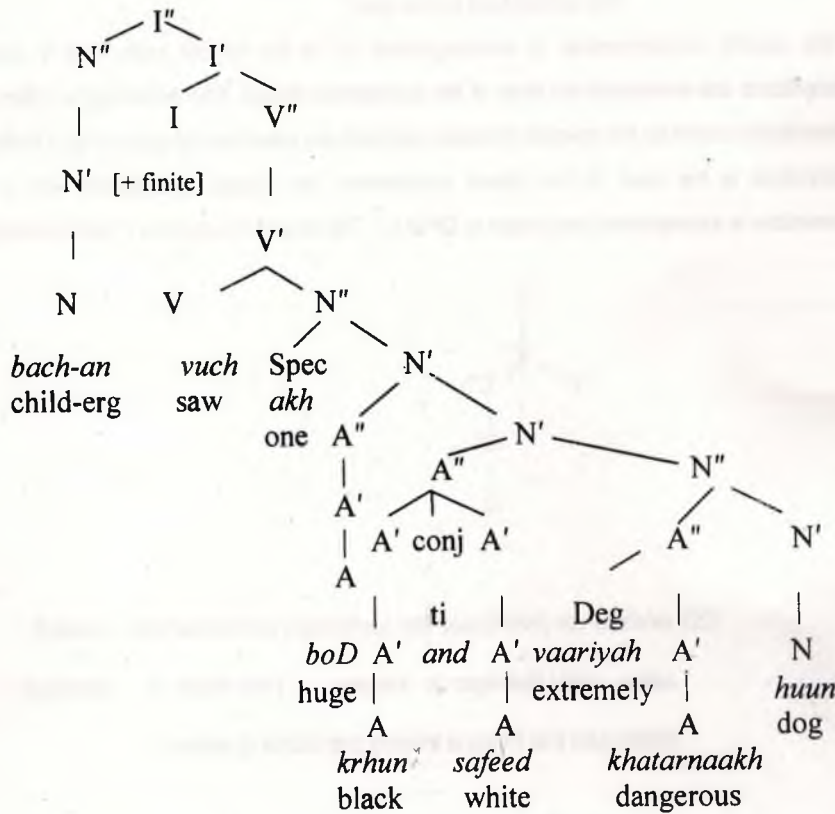 I"
N" I'
I V"
N' [+ finite]
V'
N V N"
bach-an vuch Spec N'
child-erg saw akh
one A" N'
A" N"
A' A' conj A' A" N'
A
ti Deg
boD A' and A' vaariyah A' N
huge extremely huun
A A A dog
krhun safeed khatarnaakh
black white dangerous